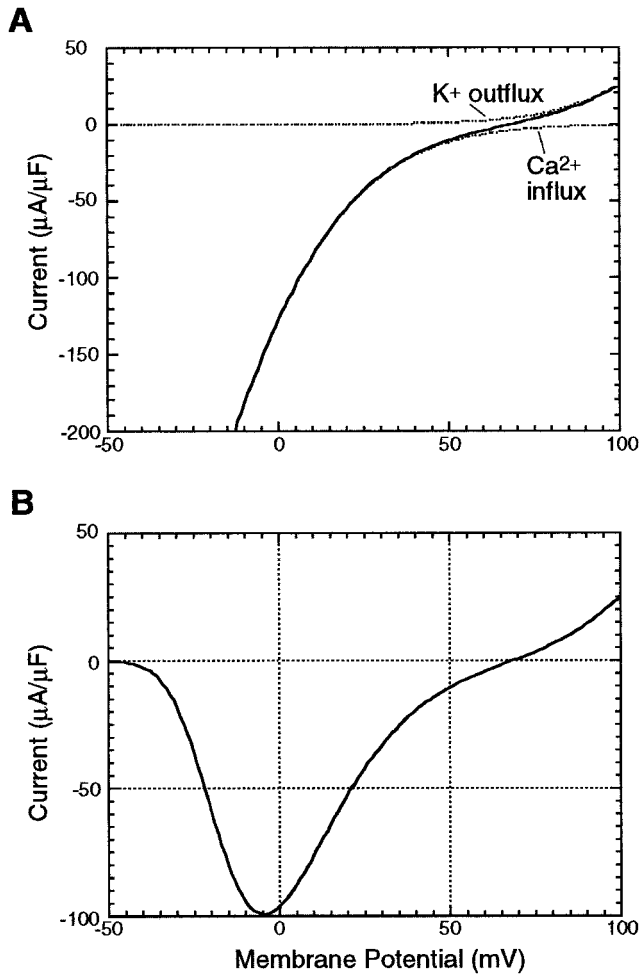 A
50
0
-50
-100
-150
-200
Current (μA/μF)
K+ outflux
Ca2+
influx
-50
0
50
100
B
50
0
-50
-100
Current (μA/μF)
-50
0
50
100
Membrane Potential (mV)